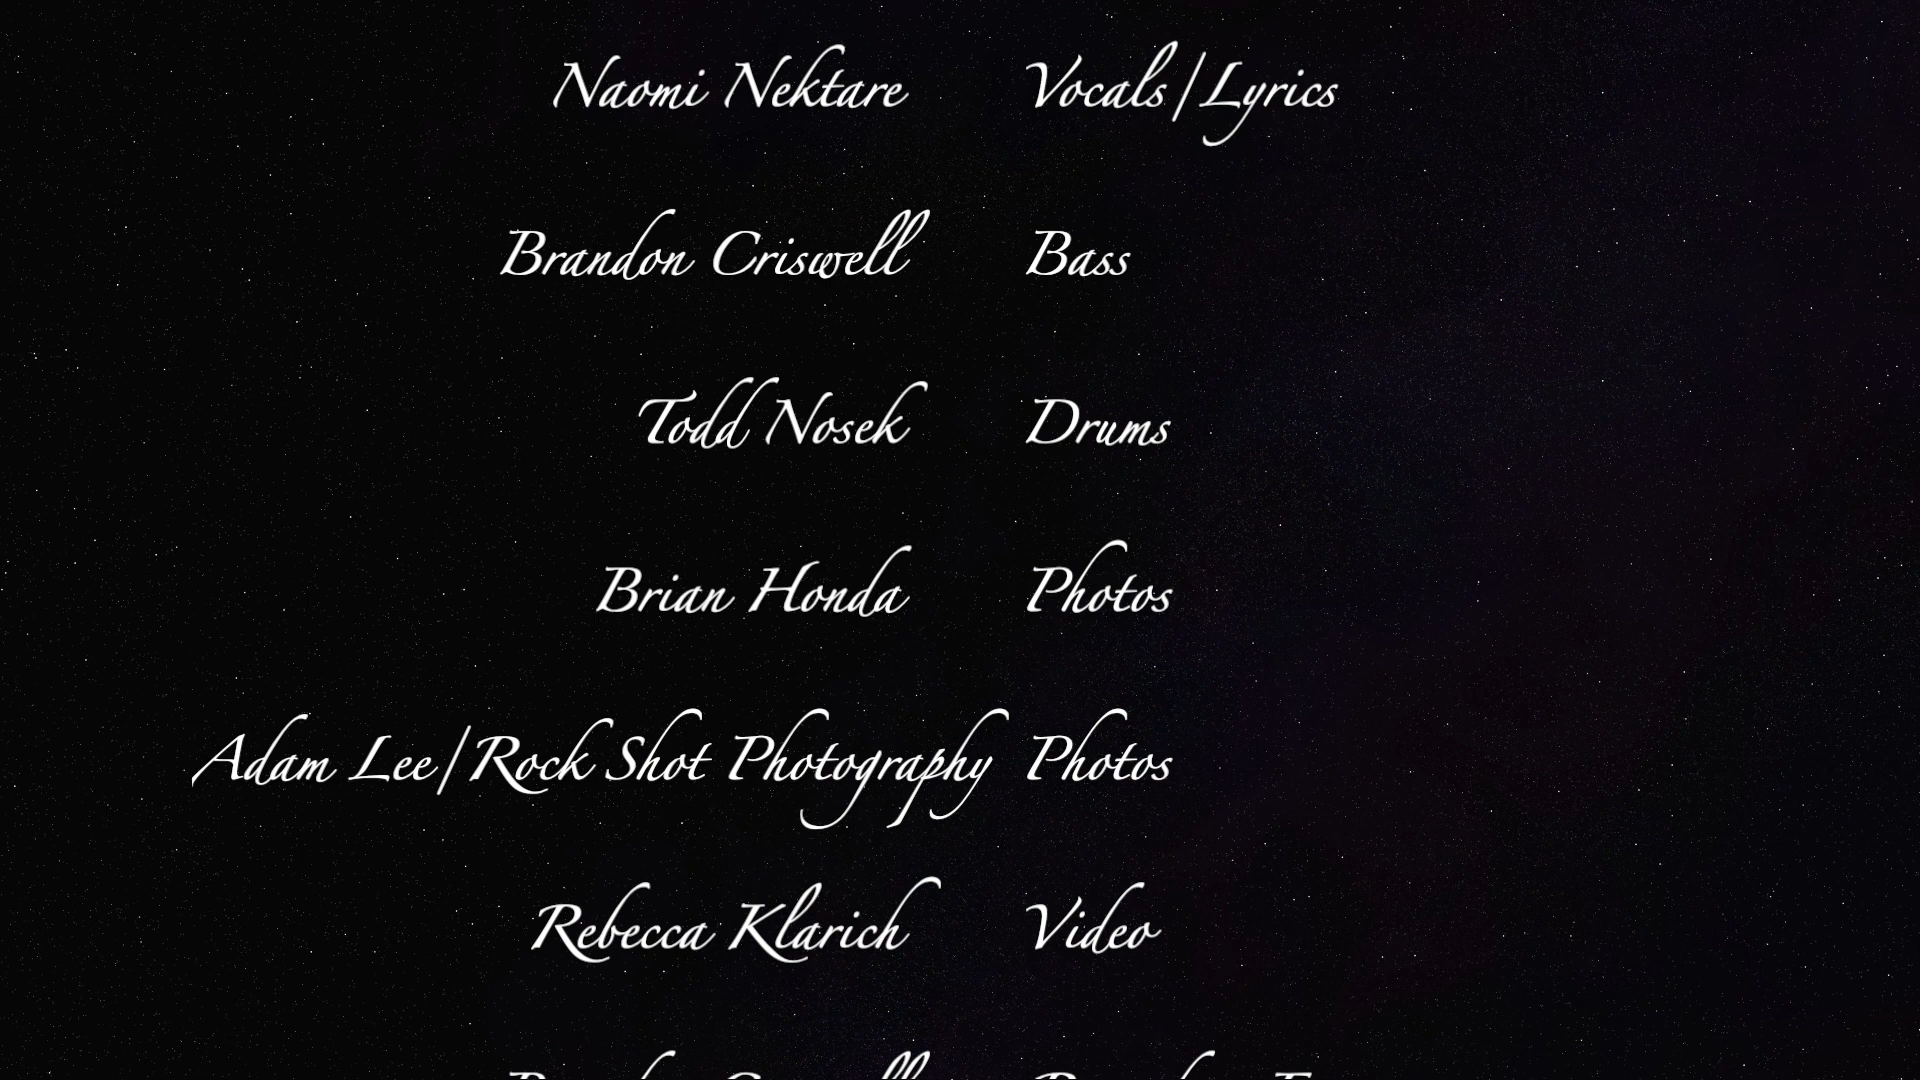 Naomi Nektare Vocals/Lyrics
Brandon Criswell Bass
Todd Nosek Drums
Brian Honda Photos
Adam Lee/Rock Shot Photography Photos
Rebecca Klarich Video